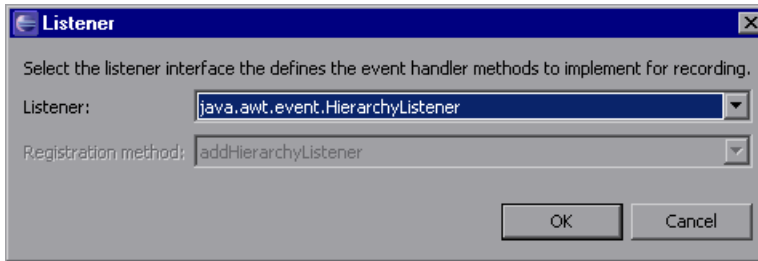 Listener
Select the listener interface the defines the event handler methods to implement for recording.
Listener: java.awt.event.HierarchyListener
Registration method: addHierarchyListener
OK Cancel